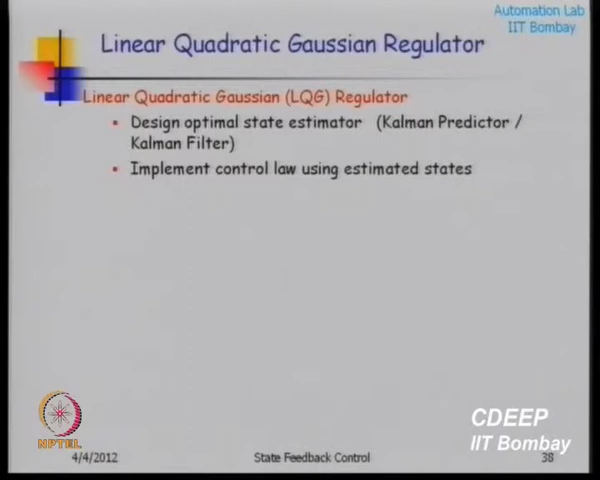 Automation Lab
IIT Bombay
Linear Quadratic Gaussian Regulator
Linear Quadratic Gaussian (LQG) Regulator
Design optimal state estimator (Kalman Predictor /
Kalman Filter)
Implement control law using estimated states
NPTEL
CDEEP
IIT Bombay
4/4/2012
State Feedback Control
38